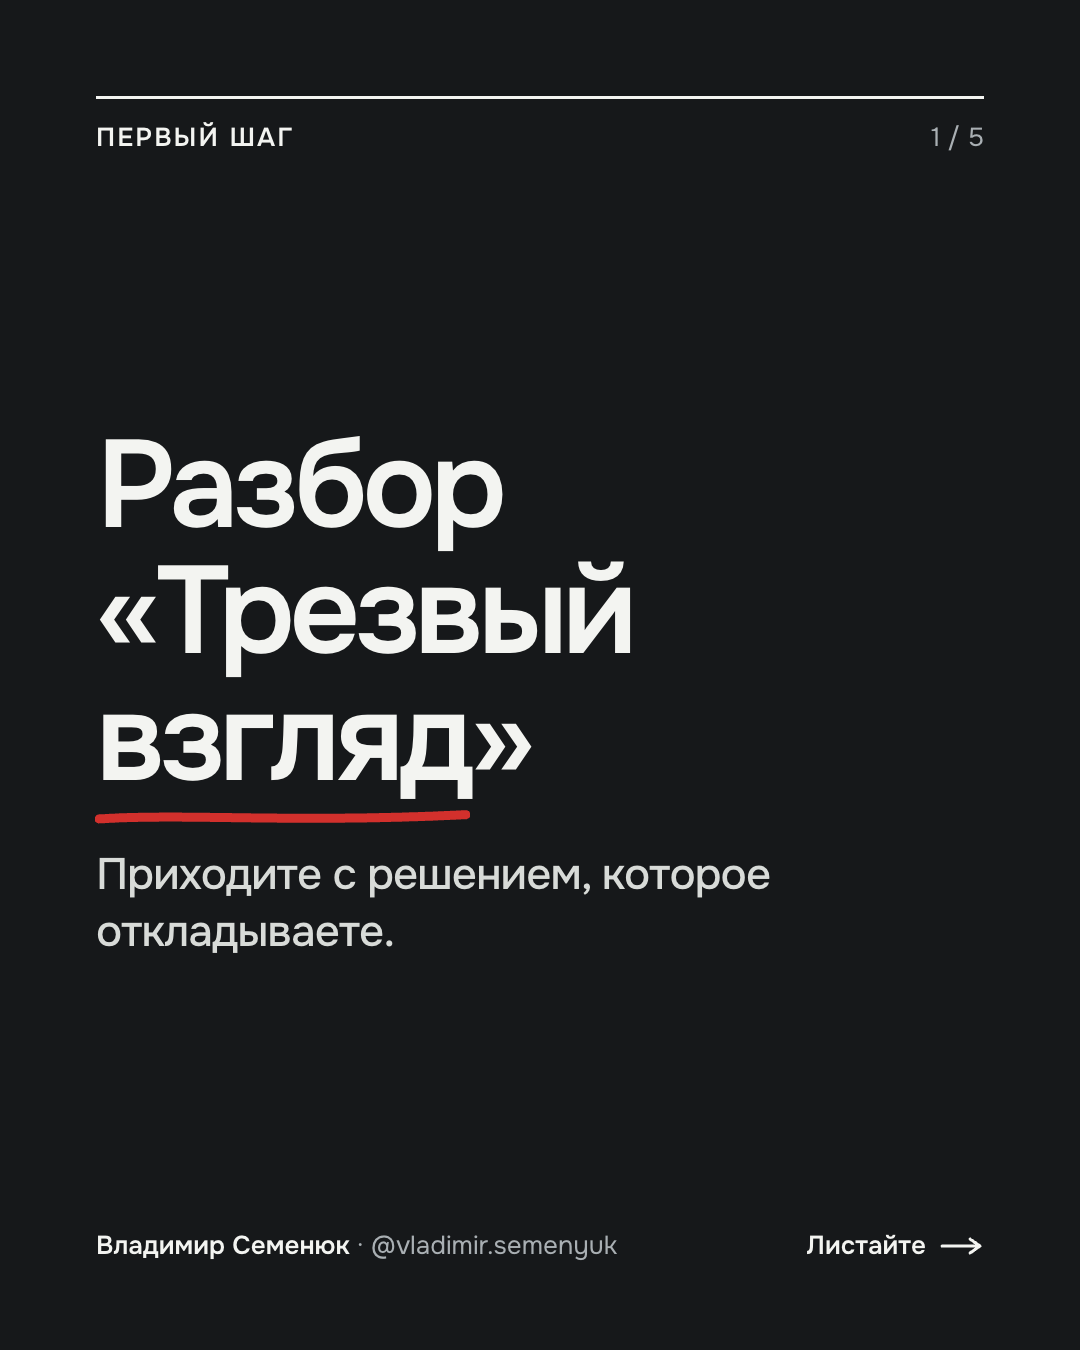 ПЕРВЫЙ ШАГ
1 / 5
Разбор
«Трезвый
взгляд»
Приходите с решением, которое
откладываете.
Владимир Семенюк · @vladimir.semenyuk
Листайте →